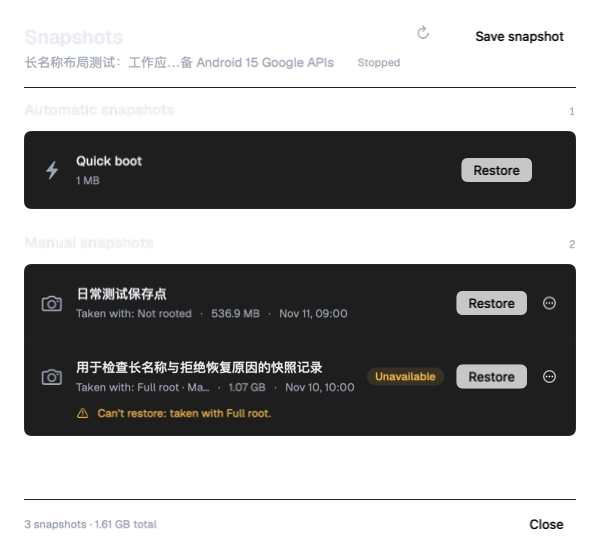 Snapshots
Save snapshot
长名称布局测试：工作应...备 Android 15 Google APIs
Stopped
Automatic snapshots
1
Quick boot
1 MB
Restore
Manual snapshots
2
日常测试保存点
Taken with: Not rooted · 536.9 MB · Nov 11, 09:00
Restore
用于检查长名称与拒绝恢复原因的快照记录
Taken with: Full root · Ma... · 1.07 GB · Nov 10, 10:00
Unavailable
Restore
Can't restore: taken with Full root.
3 snapshots · 1.61 GB total
Close